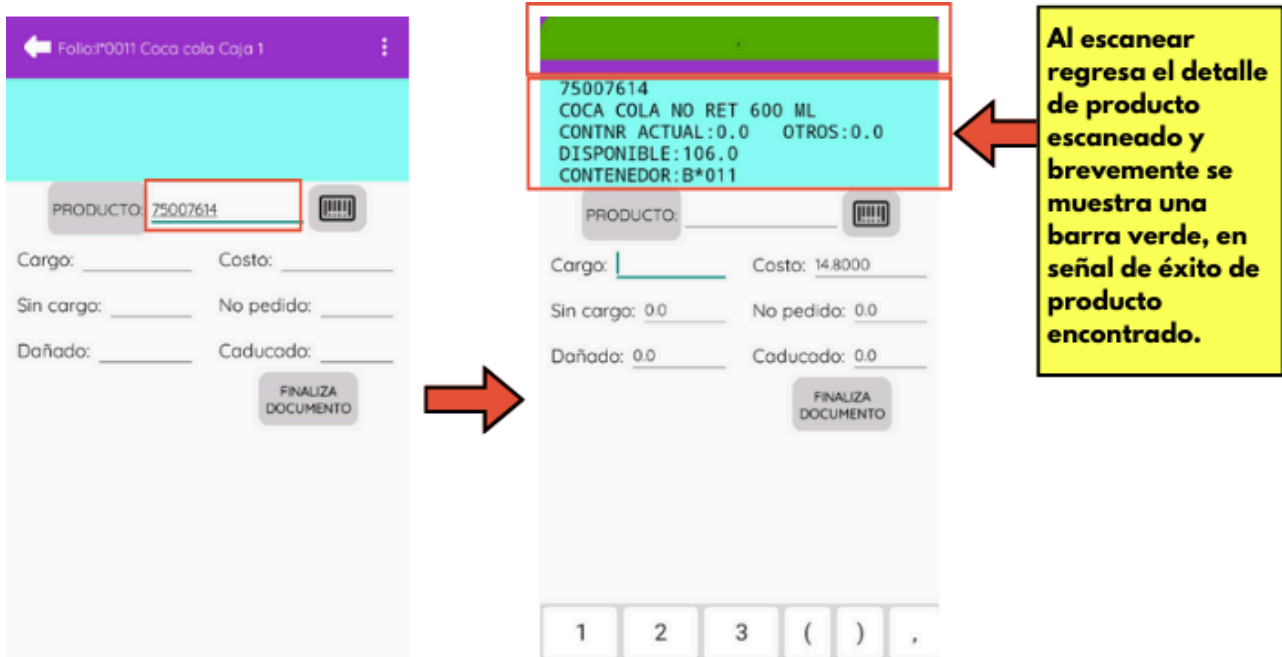 Folio:I*0011 Coca cola Caja 1
PRODUCTO: 75007614
Cargo:
Costo:
Sin cargo:
No pedido:
Dañado:
Caducado:
FINALIZA
DOCUMENTO
75007614
COCA COLA NO RET 600 ML
CONTNR ACTUAL:0.0 OTROS:0.0
DISPONIBLE:106.0
CONTENEDOR:B*011
PRODUCTO:
Cargo:
Costo: 14.8000
Sin cargo: 0.0
No pedido: 0.0
Dañado: 0.0
Caducado: 0.0
FINALIZA
DOCUMENTO
1 2 3 ( ) ,
Al escanear
regresa el detalle
de producto
escaneado y
brevemente se
muestra una
barra verde, en
señal de éxito de
producto
encontrado.